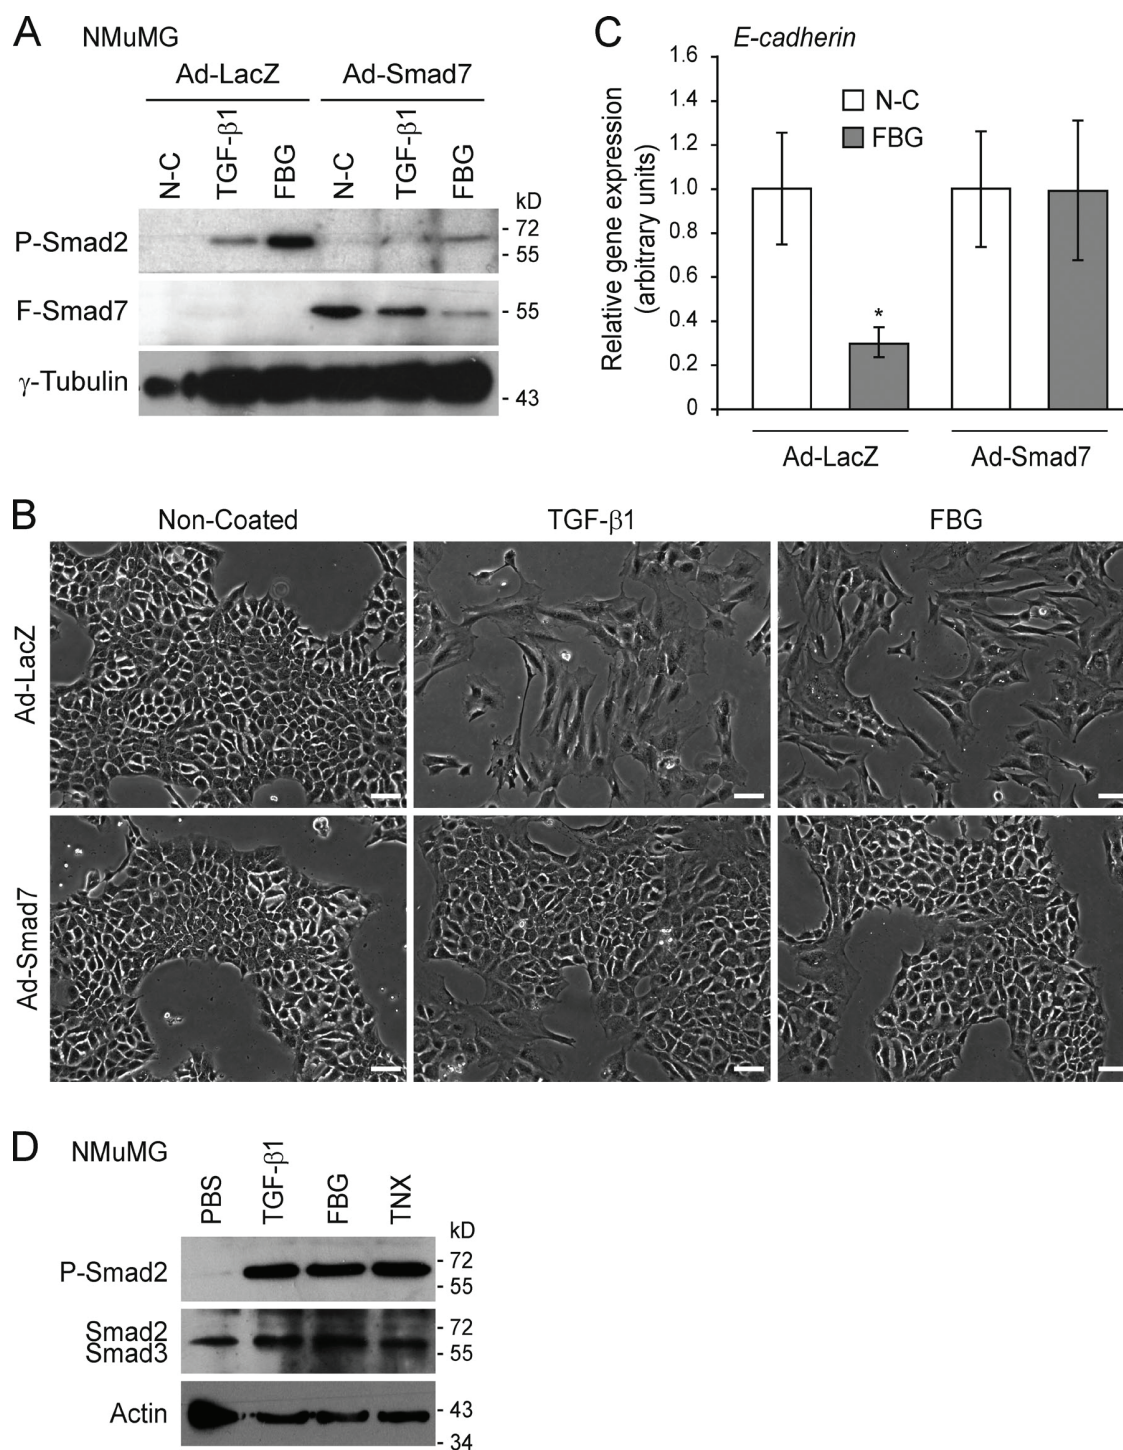 A
NMuMG
Ad-LacZ
Ad-Smad7
N-C
TGF-β1
FBG
N-C
TGF-β1
FBG
kD
P-Smad2
- 72
- 55
F-Smad7
- 55
γ-Tubulin
- 43
C
E-cadherin
Relative gene expression
(arbitrary units)
1.6
1.4
1.2
1.0
0.8
0.6
0.4
0.2
0
N-C
FBG
*
Ad-LacZ
Ad-Smad7
B
Non-Coated
TGF-β1
FBG
Ad-LacZ
Ad-Smad7
D
NMuMG
PBS
TGF-β1
FBG
TNX
kD
P-Smad2
- 72
- 55
Smad2
Smad3
- 72
- 55
Actin
- 43
- 34